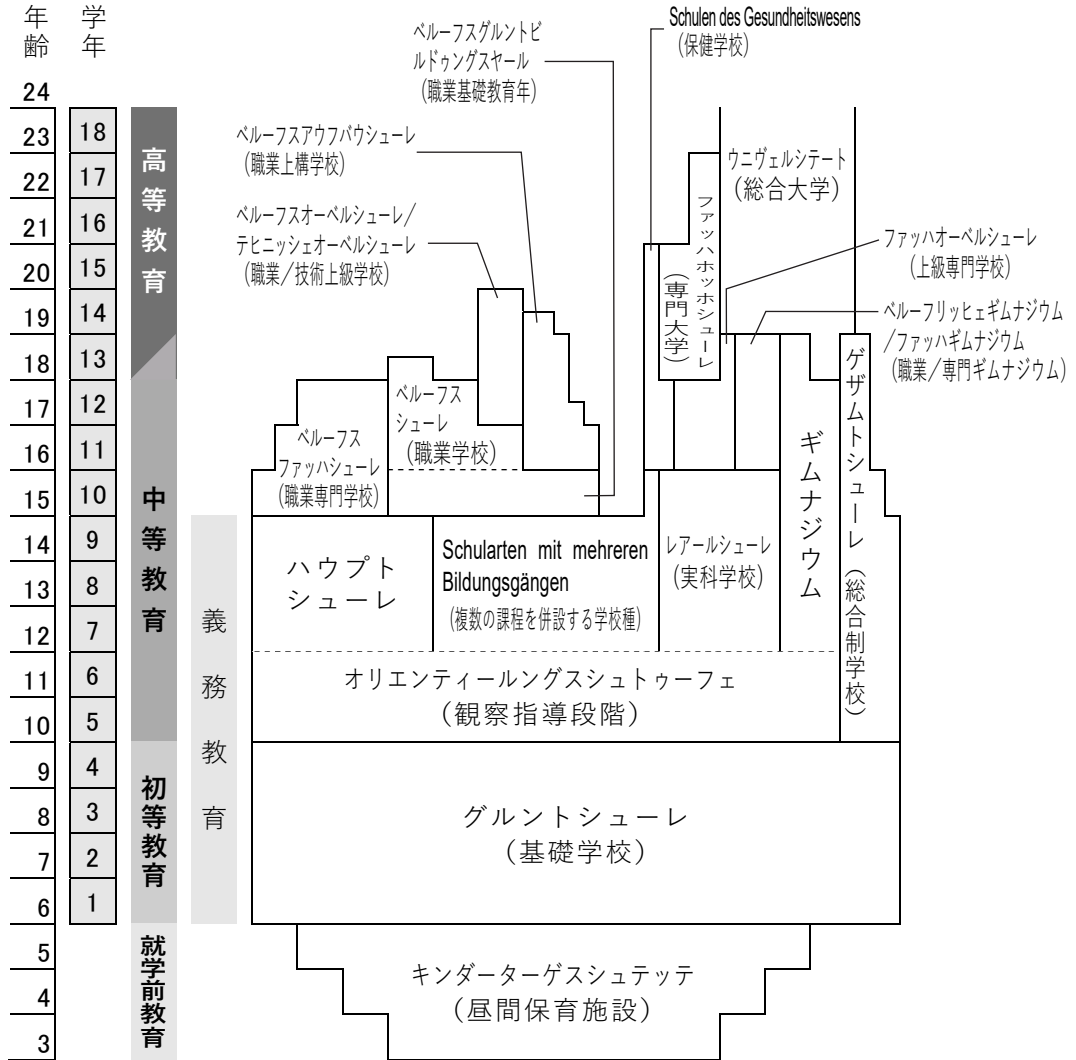 年齢
学年
24
23
22
21
20
19
18
17
16
15
14
13
12
11
10
9
8
7
6
5
4
3
18
17
16
15
14
13
12
11
10
9
8
7
6
5
4
3
2
1
高等教育
中等教育
初等教育
就学前教育
義務教育
ベルーフスグルントビ
ルドゥングスヤール
(職業基礎教育年)
Schulen des Gesundheitswesens
(保健学校)
ベルーフスアウフバウシューレ
(職業上構学校)
ベルーフスオーベルシューレ/
テヒニッシェオーベルシューレ
(職業/技術上級学校)
ウニヴェルシテート
(総合大学)
ファッハホッホシューレ
(専門大学)
ファッハオーベルシューレ
(上級専門学校)
ベルーフリッヒェギムナジウム
/ファッハギムナジウム
(職業/専門ギムナジウム)
ベルーフス
シューレ
(職業学校)
ベルーフス
ファッハシューレ
(職業専門学校)
ハウプト
シューレ
Schularten mit mehreren
Bildungsgängen
(複数の課程を併設する学校種)
レアールシューレ
(実科学校)
ギムナジウム
ゲザムトシューレ(総合制学校)
オリエンティールングスシュトゥーフェ
(観察指導段階)
グルントシューレ
(基礎学校)
キンダーターゲスシュテッテ
(昼間保育施設)